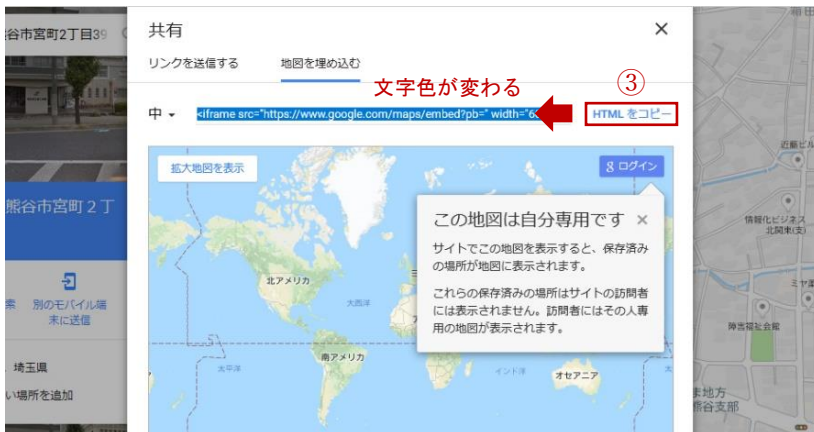 谷市宮町2丁目39
共有
リンクを送信する
地図を埋め込む
文字色が変わる
③
中
<iframe src="https://www.google.com/maps/embed?pb=" width="6
HTML をコピー
拡大地図を表示
ログイン
この地図は自分専用です
サイトでこの地図を表示すると、保存済み
の場所が地図に表示されます。
これらの保存済みの場所はサイトの訪問者
には表示されません。訪問者にはその人専
用の地図が表示されます。
北アメリカ
大西洋
南アメリカ
太平洋
インド洋
オセアニア
熊谷市宮町2丁
索
別のモバイル端
末に送信
埼玉県
い場所を追加
近藤ビル
情報化ビジネス
北関東(支)
ミヤ
障害福祉会館
地方
熊谷支部